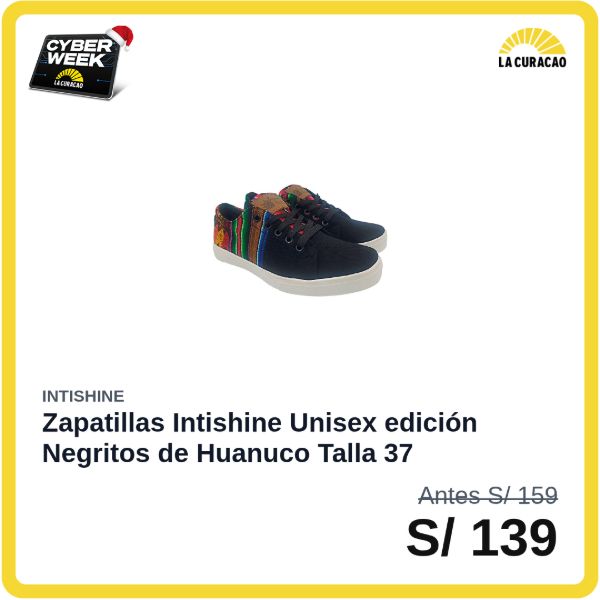 CYBER
WEEK
LA CURACAO
LA CURACAO
INTISHINE
Zapatillas Intishine Unisex edición
Negritos de Huanuco Talla 37
Antes S/ 159
S/ 139